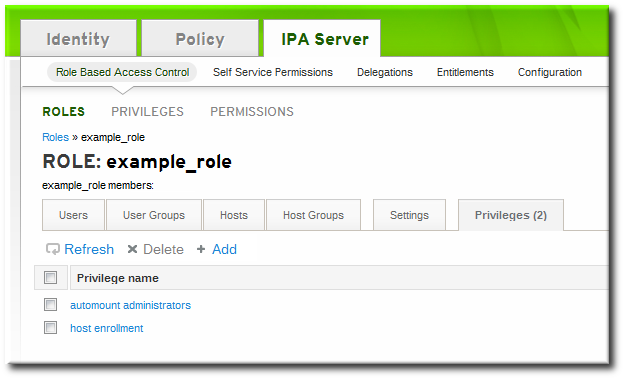 Identity Policy IPA Server
Role Based Access Control Self Service Permissions Delegations Entitlements Configuration
ROLES PRIVILEGES PERMISSIONS
Roles » example_role
ROLE: example_role
example_role members:
Users User Groups Hosts Host Groups Settings Privileges (2)
Refresh Delete Add
Privilege name
automount administrators
host enrollment